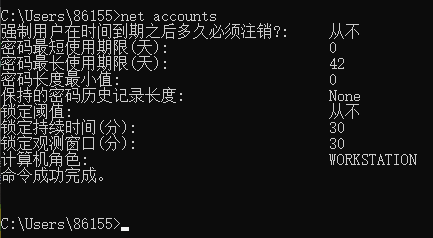 C:\Users\86155>net accounts
强制用户在时间到期之后多久必须注销?: 从不
密码最短使用期限(天): 0
密码最长使用期限(天): 42
密码长度最小值: 0
保持的密码历史记录长度: None
锁定阈值: 从不
锁定持续时间(分): 30
锁定观测窗口(分): 30
计算机角色: WORKSTATION
命令成功完成。
C:\Users\86155>